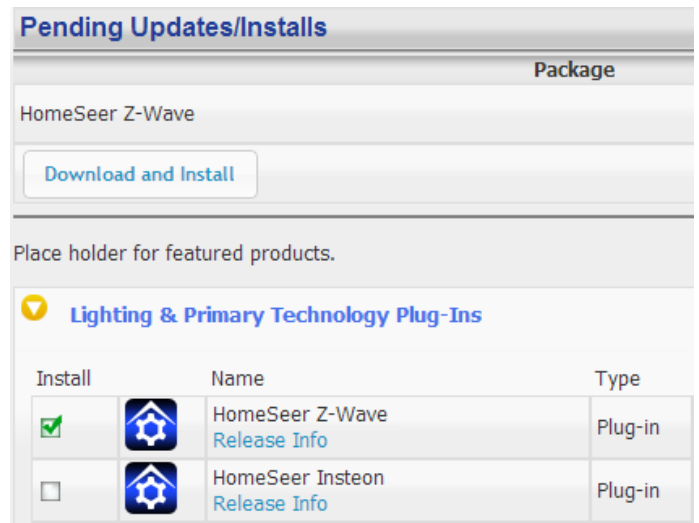 Pending Updates/Installs
Package
HomeSeer Z-Wave
Download and Install
Place holder for featured products.
Lighting & Primary Technology Plug-Ins
Install Name Type
HomeSeer Z-Wave
Release Info
Plug-in
HomeSeer Insteon
Release Info
Plug-in